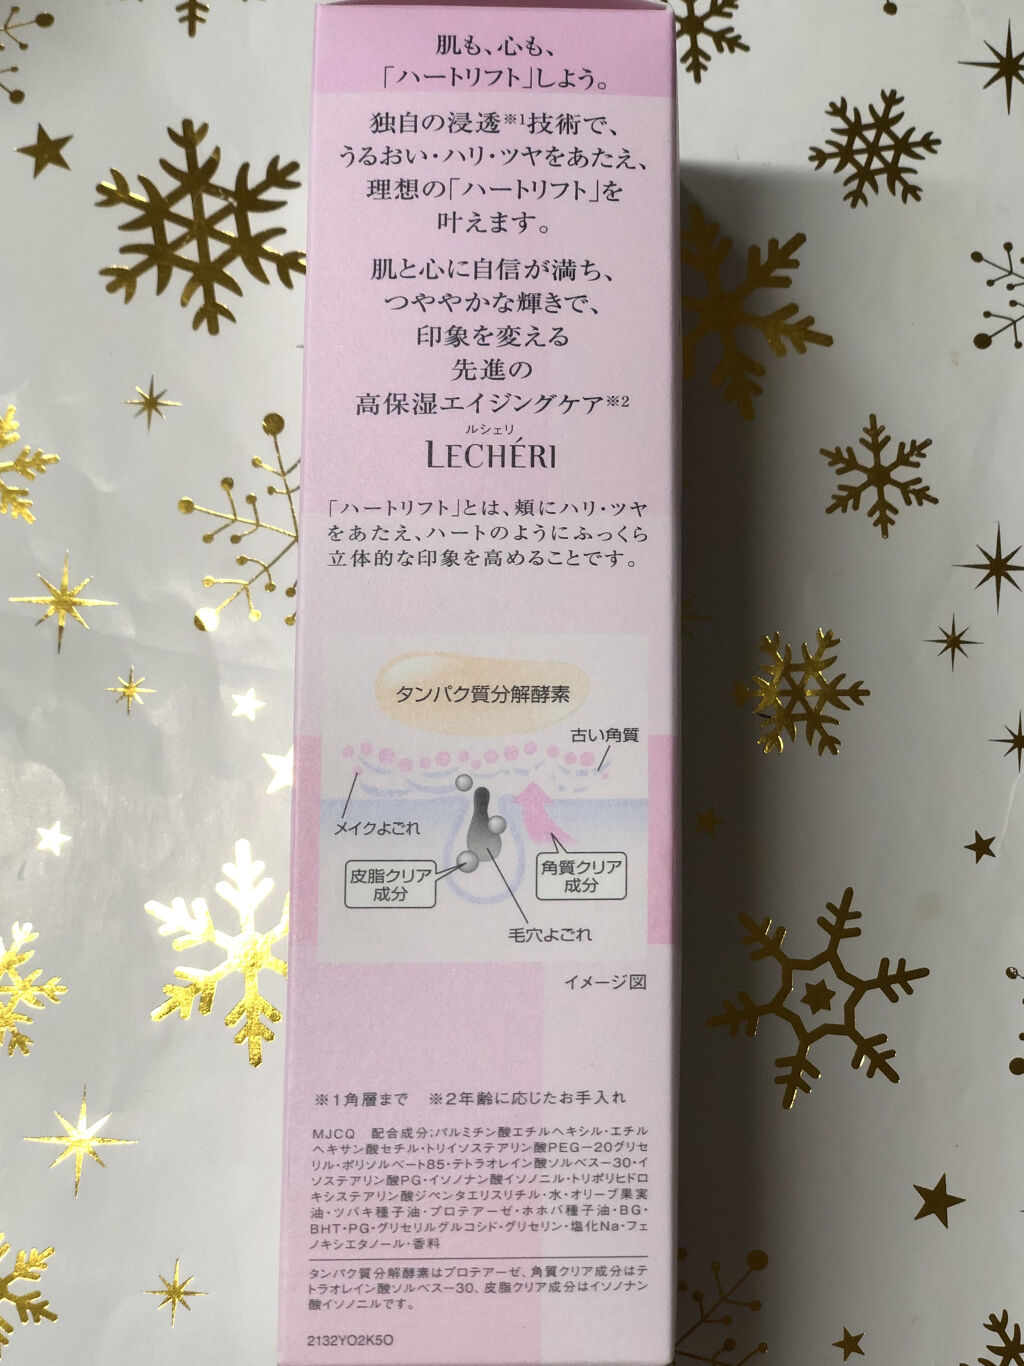 肌も、心も、
「ハートリフト」しよう。
独自の浸透※1技術で、
うるおい・ハリ・ツヤをあたえ、
理想の「ハートリフト」を
叶えます。
肌と心に自信が満ち、
つややかな輝きで、
印象を変える
先進の
高保湿エイジングケア※2
ルシェリ
LECHÉRI
「ハートリフト」とは、頬にハリ・ツヤ
をあたえ、ハートのようにふっくら
立体的な印象を高めることです。
タンパク質分解酵素
古い角質
メイクよごれ
皮脂クリア
成分
角質クリア
成分
毛穴よごれ
イメージ図
※1角層まで ※2年齢に応じたお手入れ
MJCQ 配合成分:パルミチン酸エチルヘキシル・エチル
ヘキサン酸セチル・トリイソステアリン酸PEG-20グリセ
リル・ポリソルベート85・テトラオレイン酸ソルベス-30・イ
ソステアリン酸PG・イソノナン酸イソノニル・トリポリヒドロ
キシステアリン酸ジペンタエリスリチル・水・オリーブ果実
油・ツバキ種子油・プロテアーゼ・ホホバ種子油・BG・
BHT・PG・グリセリルグルコシド・グリセリン・塩化Na・フェ
ノキシエタノール・香料
タンパク質分解酵素はプロテアーゼ、角質クリア成分はテ
トラオレイン酸ソルベス-30、皮脂クリア成分はイソノナン
酸イソノニルです。
2132YO2K5O